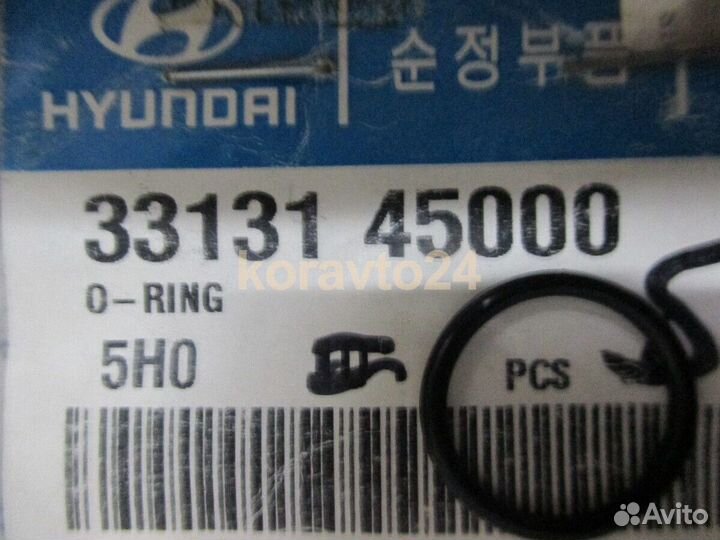 HYUNDAI
순정부품
33131 45000
koravto24
O-RING
5H0
PCS
Avito